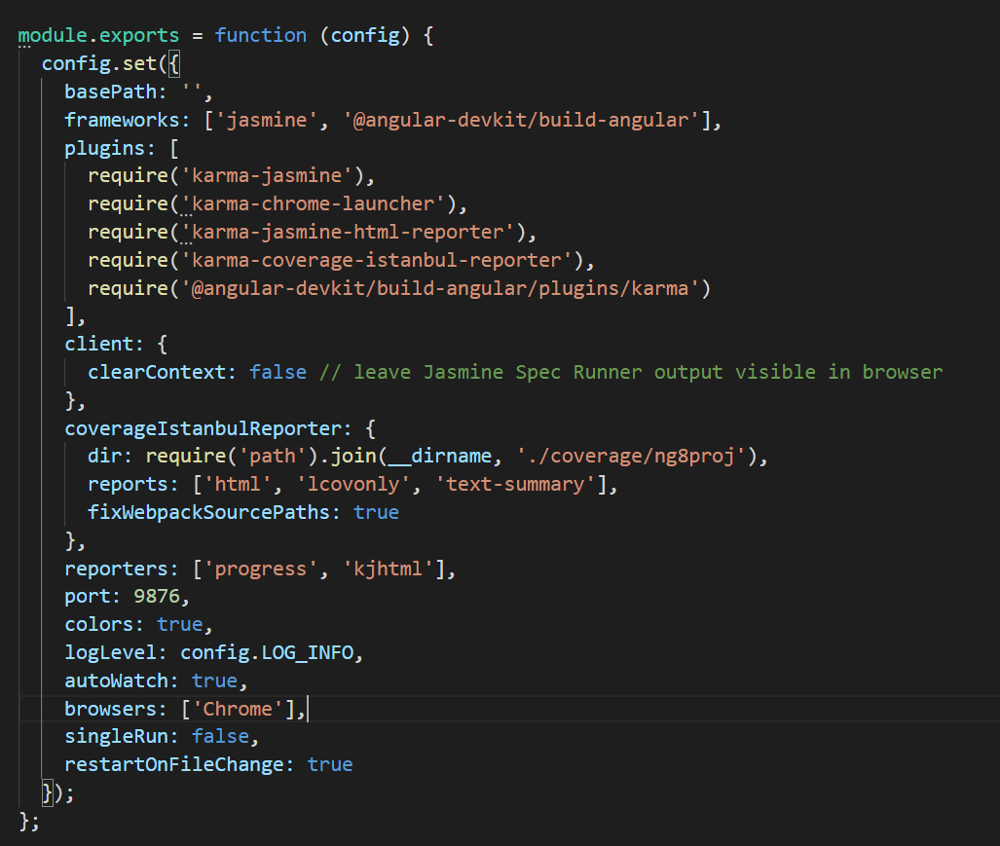 module.exports = function (config) {
  config.set({
    basePath: '',
    frameworks: ['jasmine', '@angular-devkit/build-angular'],
    plugins: [
      require('karma-jasmine'),
      require('karma-chrome-launcher'),
      require('karma-jasmine-html-reporter'),
      require('karma-coverage-istanbul-reporter'),
      require('@angular-devkit/build-angular/plugins/karma')
    ],
    client: {
      clearContext: false // leave Jasmine Spec Runner output visible in browser
    },
    coverageIstanbulReporter: {
      dir: require('path').join(__dirname, './coverage/ng8proj'),
      reports: ['html', 'lcovonly', 'text-summary'],
      fixWebpackSourcePaths: true
    },
    reporters: ['progress', 'kjhtml'],
    port: 9876,
    colors: true,
    logLevel: config.LOG_INFO,
    autoWatch: true,
    browsers: ['Chrome'],
    singleRun: false,
    restartOnFileChange: true
  });
};